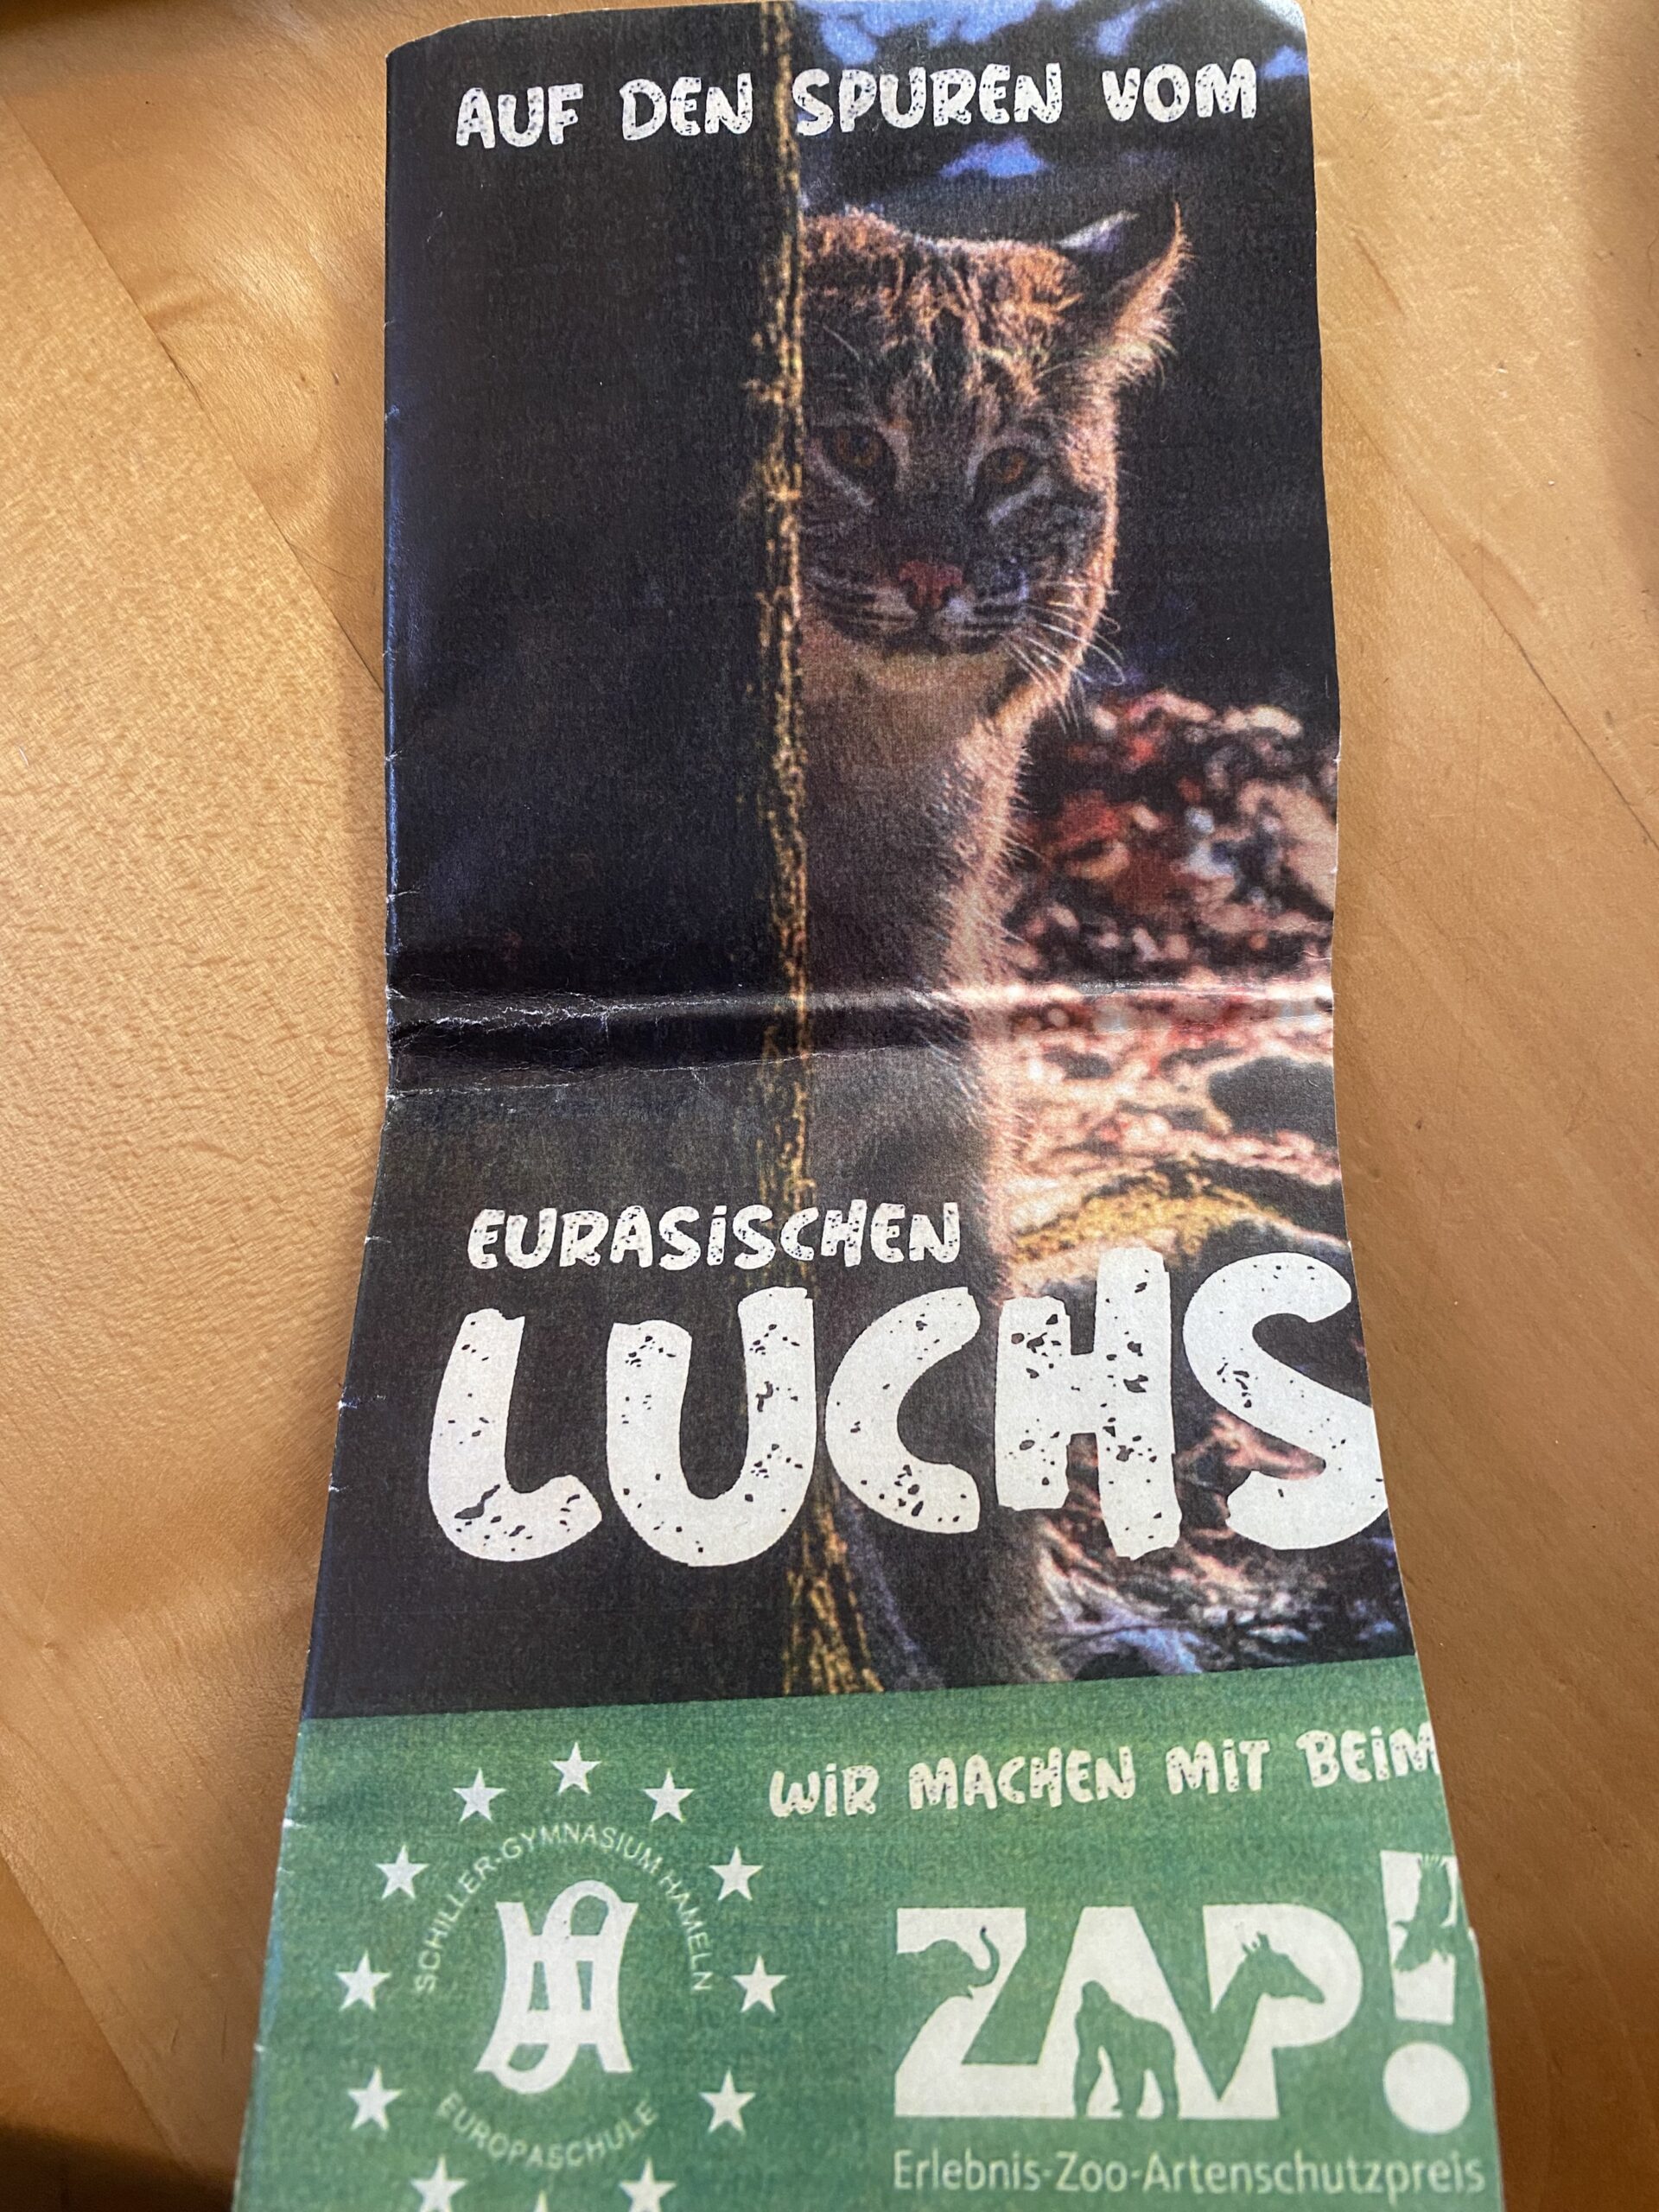 AUF DEN SPUREN VOM
EURASISCHEN
LUCHS
WIR MACHEN MIT BEIM
SCHILLER-GYMNASIUM HAMELN
EUROPASCHULE
ZAP!
Erlebnis-Zoo-Artenschutzpreis